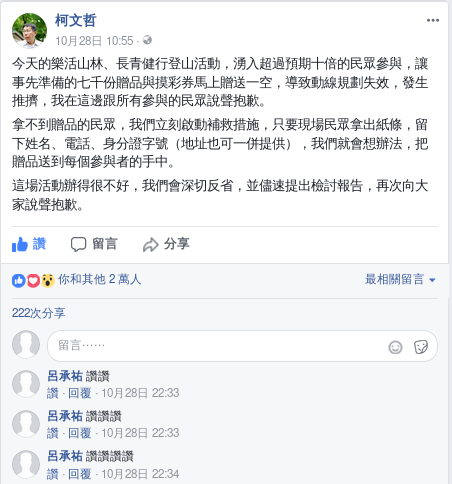 柯文哲
10月28日 10:55 ·
今天的樂活山林、長青健行登山活動，湧入超過預期十倍的民眾參與，讓
事先準備的七千份贈品與摸彩券馬上贈送一空，導致動線規劃失效，發生
推擠，我在這邊跟所有參與的民眾說聲抱歉。
拿不到贈品的民眾，我們立刻啟動補救措施，只要現場民眾拿出紙條，留
下姓名、電話、身分證字號（地址也可一併提供），我們就會想辦法，把
贈品送到每個參與者的手中。
這場活動辦得很不好，我們會深切反省，並儘速提出檢討報告，再次向大
家說聲抱歉。
讚 留言 分享
你和其他 2 萬人 最相關留言
222次分享
留言⋯⋯
呂承祐 讚讚
讚 · 回覆 · 10月28日 22:33
呂承祐 讚讚讚
讚 · 回覆 · 10月28日 22:33
呂承祐 讚讚讚讚
讚 · 回覆 · 10月28日 22:34